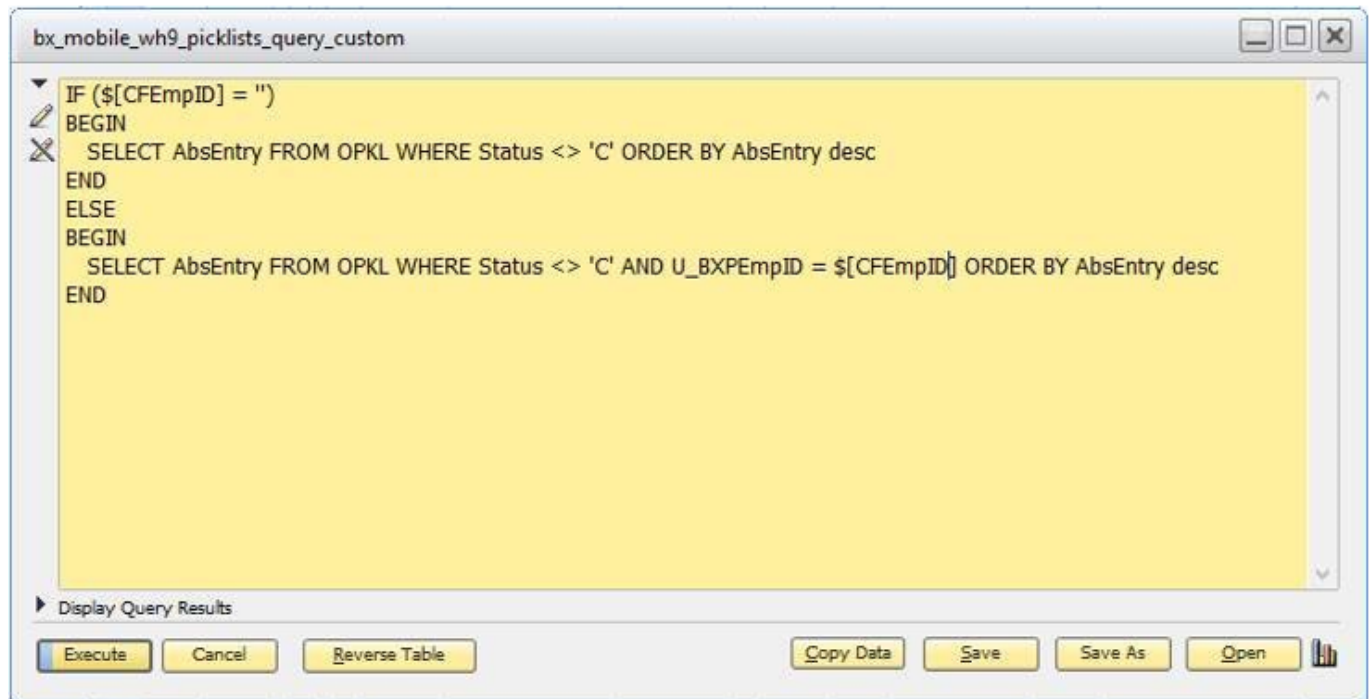 bx_mobile_wh9_picklists_query_custom
IF ($[CFEmpID] = '')
BEGIN
SELECT AbsEntry FROM OPKL WHERE Status <> 'C' ORDER BY AbsEntry desc
END
ELSE
BEGIN
SELECT AbsEntry FROM OPKL WHERE Status <> 'C' AND U_BXPEmpID = $[CFEmpID] ORDER BY AbsEntry desc
END
Display Query Results
Execute Cancel Reverse Table Copy Data Save Save As Open